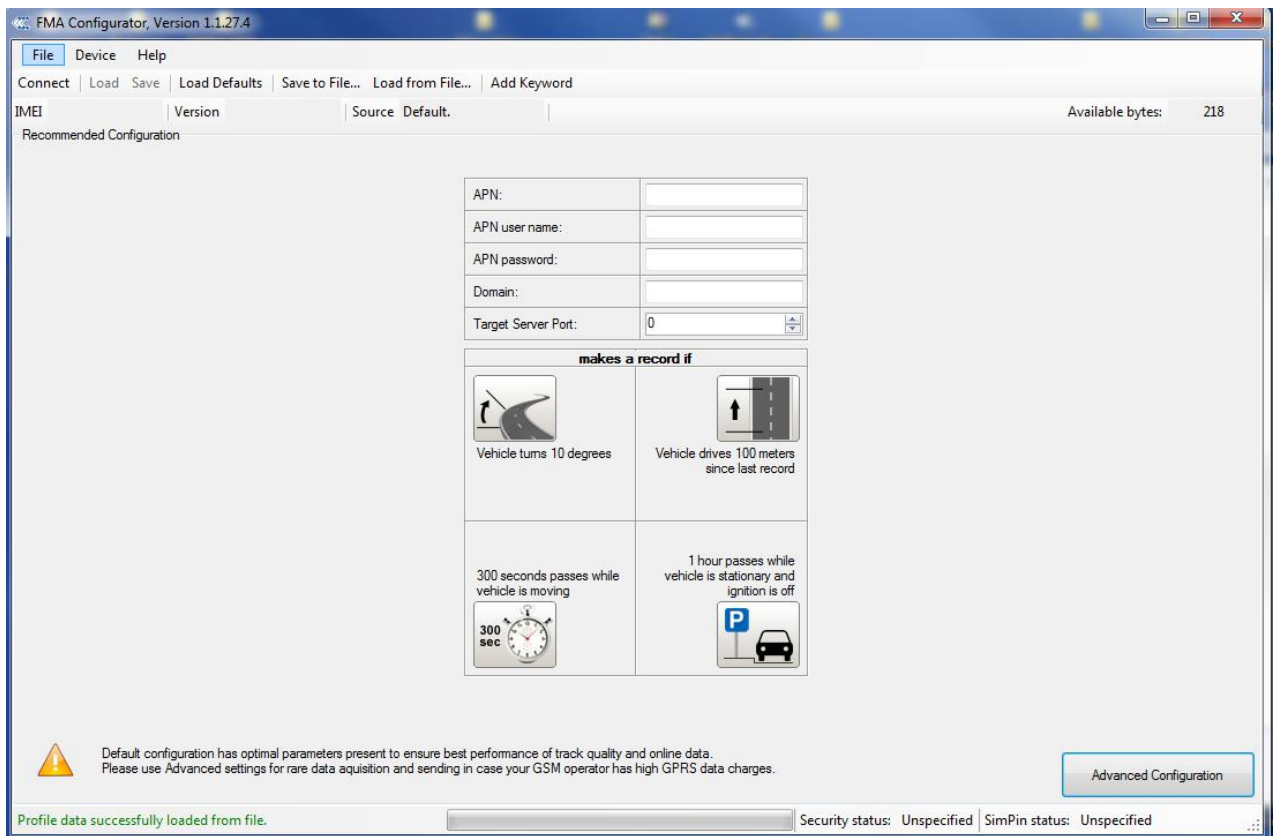 FMA Configurator, Version 1.1.27.4
File Device Help
Connect Load Save Load Defaults Save to File... Load from File... Add Keyword
IMEI Version Source Default. Available bytes: 218
Recommended Configuration
APN:
APN user name:
APN password:
Domain:
Target Server Port: 0
makes a record if
Vehicle turns 10 degrees
Vehicle drives 100 meters
since last record
300 seconds passes while
vehicle is moving
300
sec
1 hour passes while
vehicle is stationary and
ignition is off
P
Default configuration has optimal parameters present to ensure best performance of track quality and online data.
Please use Advanced settings for rare data aquisition and sending in case your GSM operator has high GPRS data charges.
Advanced Configuration
Profile data successfully loaded from file.
Security status: Unspecified SimPin status: Unspecified